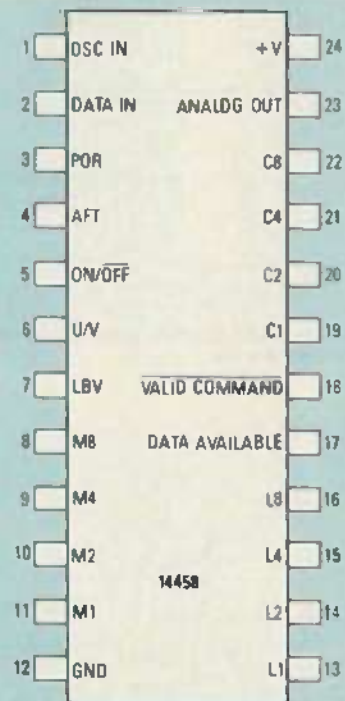 1 OSC IN +V 24
2 DATA IN ANALOG OUT 23
3 POR C8 22
4 AFT C4 21
5 ON/OFF C2 20
6 U/V C1 19
7 LBV VALID COMMAND 18
8 M8 DATA AVAILABLE 17
9 M4 L8 16
10 M2 L4 15
14458
11 M1 L2 14
12 GND L1 13